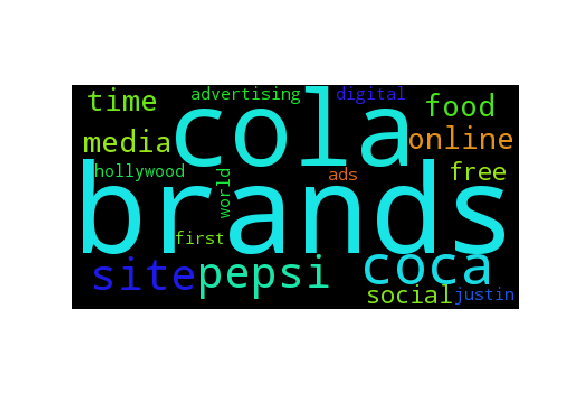 time
advertising
digital
food
cola
media
online
hollywood
world
ads
free
brands
first
site
pepsi
coca
social
justin